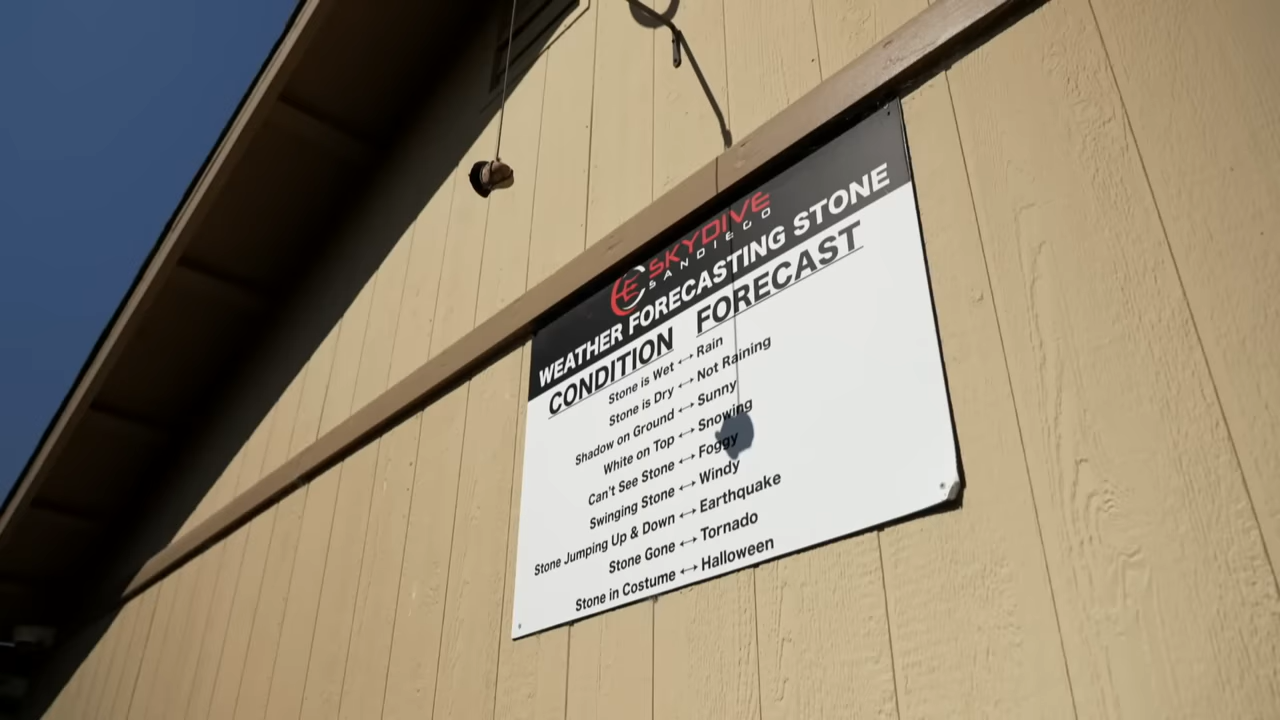 SKYDIVE
SAN DIEGO
WEATHER FORECASTING STONE
CONDITION FORECAST
Stone is Wet ↔ Rain
Stone is Dry ↔ Not Raining
Shadow on Ground ↔ Sunny
White on Top ↔ Snowing
Can't See Stone ↔ Foggy
Swinging Stone ↔ Windy
Stone Jumping Up & Down ↔ Earthquake
Stone Gone ↔ Tornado
Stone in Costume ↔ Halloween